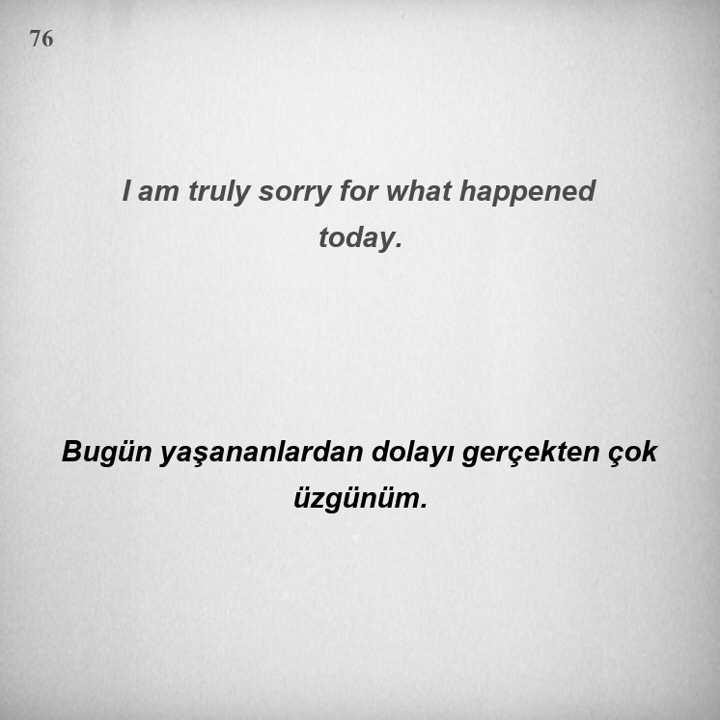 76
I am truly sorry for what happened
today.
Bugün yaşananlardan dolayı gerçekten çok
üzgünüm.